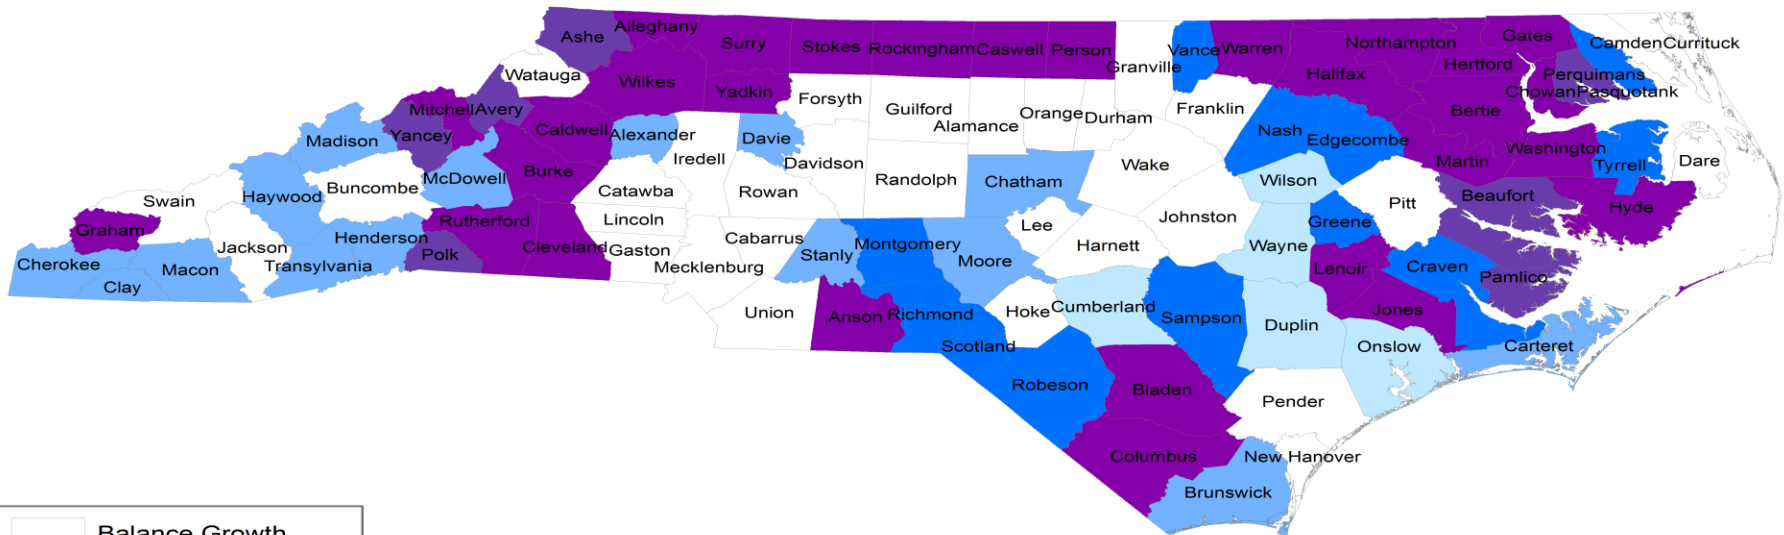 Ashe
Alleghany
Surry
Stokes
Rockingham
Caswell
Person
Granville
Vance
Warren
Northampton
Gates
Camden
Currituck
Watauga
Wilkes
Yadkin
Forsyth
Guilford
Alamance
Orange
Durham
Franklin
Halifax
Hertford
Perquimans
Chowan
Pasquotank
Mitchell
Avery
Yancey
Caldwell
Alexander
Davie
Iredell
Davidson
Nash
Edgecombe
Bertie
Madison
Burke
Wake
Martin
Washington
Tyrrell
Dare
Swain
Haywood
Buncombe
McDowell
Catawba
Rowan
Randolph
Chatham
Wilson
Pitt
Beaufort
Hyde
Graham
Jackson
Henderson
Rutherford
Cleveland
Lincoln
Gaston
Cabarrus
Lee
Johnston
Greene
Cherokee
Macon
Transylvania
Polk
Mecklenburg
Stanly
Montgomery
Moore
Harnett
Wayne
Lenoir
Craven
Pamlico
Clay
Union
Anson
Richmond
Hoke
Cumberland
Sampson
Duplin
Jones
Scotland
Onslow
Carteret
Robeson
Bladen
Pender
Columbus
New Hanover
Brunswick
Balance Growth